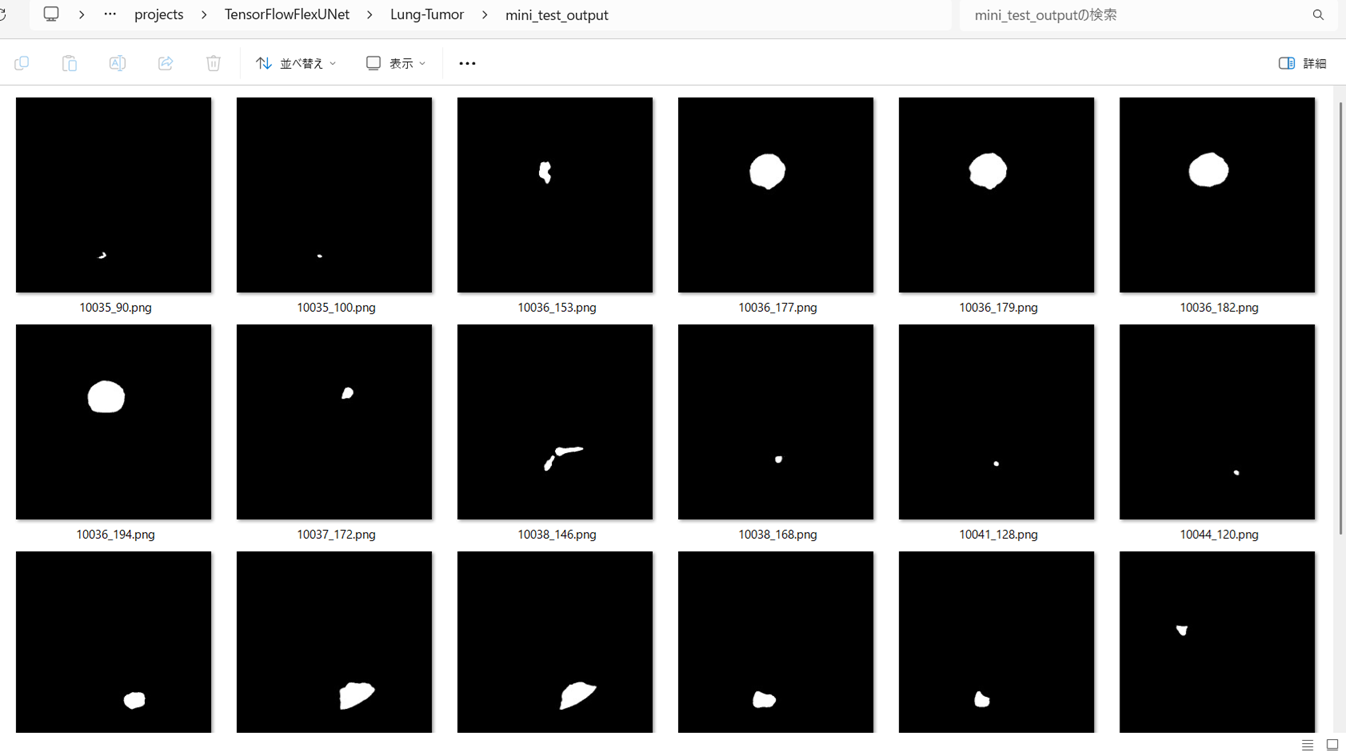 projects > TensorFlowFlexUNet > Lung-Tumor > mini_test_output
mini_test_outputの検索
並べ替え 表示 詳細
10035_90.png 10035_100.png 10036_153.png 10036_177.png 10036_179.png 10036_182.png
10036_194.png 10037_172.png 10038_146.png 10038_168.png 10041_128.png 10044_120.png